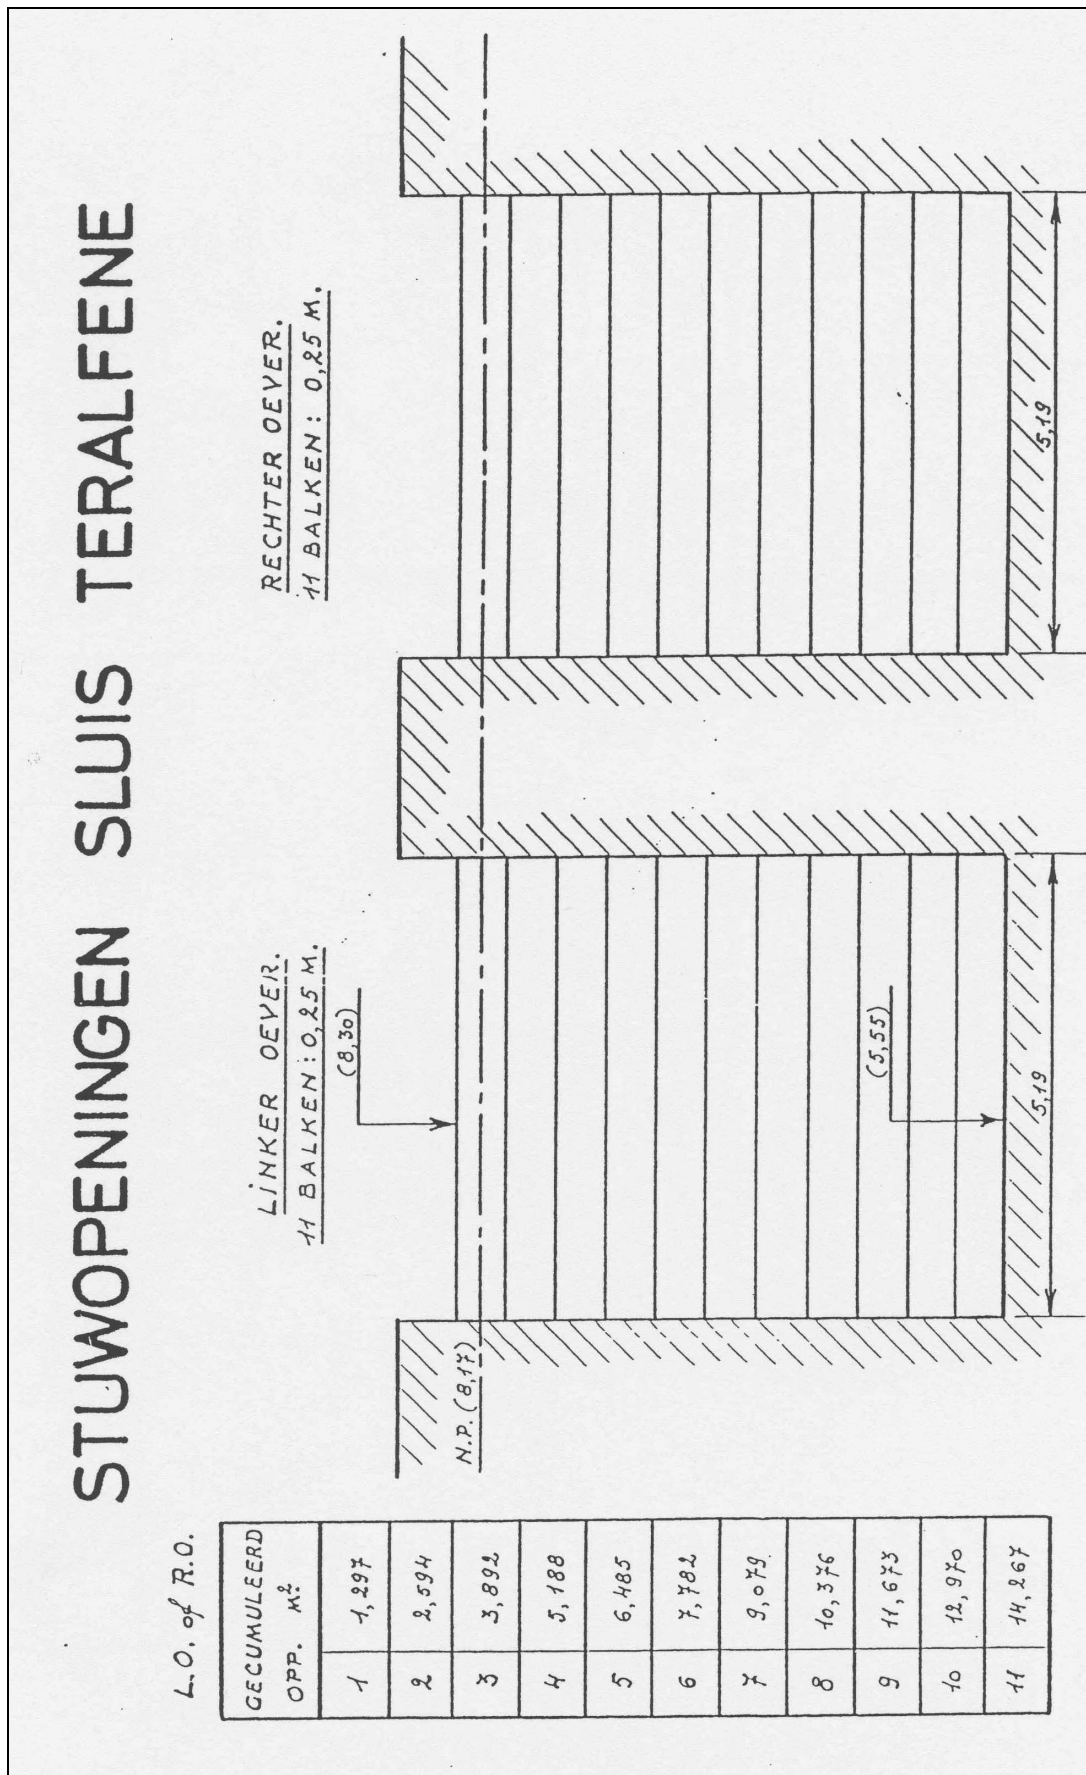 STUWOPENINGEN SLUIS TERALFENE
L.O. of R.O.
GECUMULEERD
OPP. M².
1 1,297
2 2,594
3 3,892
4 5,188
5 6,485
6 7,782
7 9,079.
8 10,376
9 11,673
10 12,970
11 14,267
LINKER OEVER.
11 BALKEN: 0,25 M.
(8,30)
N.P. (8,17)
(5,55)
5,19
RECHTER OEVER.
11 BALKEN: 0,25 M.
5,19